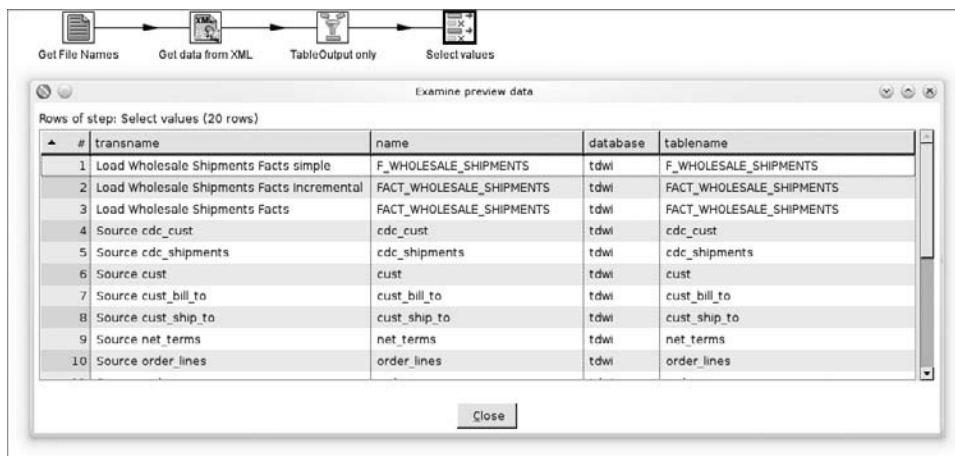 XML
Get File Names Get data from XML TableOutput only Select values
Examine preview data
Rows of step: Select values (20 rows)
# transname name database tablename
1 Load Wholesale Shipments Facts simple F_WHOLESALE_SHIPMENTS tdwi F_WHOLESALE_SHIPMENTS
2 Load Wholesale Shipments Facts incremental FACT_WHOLESALE_SHIPMENTS tdwi FACT_WHOLESALE_SHIPMENTS
3 Load Wholesale Shipments Facts FACT_WHOLESALE_SHIPMENTS tdwi FACT_WHOLESALE_SHIPMENTS
4 Source cdc_cust cdc_cust tdwi cdc_cust
5 Source cdc_shipments cdc_shipments tdwi cdc_shipments
6 Source cust cust tdwi cust
7 Source cust_bill_to cust_bill_to tdwi cust_bill_to
8 Source cust_ship_to cust_ship_to tdwi cust_ship_to
9 Source net_terms net_terms tdwi net_terms
10 Source order_lines order_lines tdwi order_lines
Close